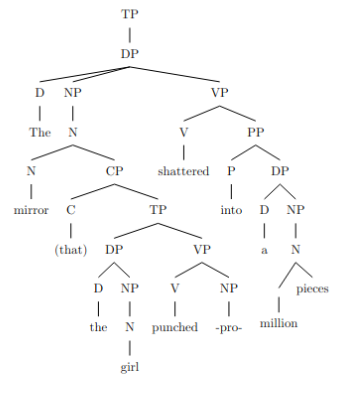 TP
DP
D NP VP
The N V PP
N CP shattered P DP
mirror C TP into D NP
(that) DP VP a N
D NP V NP pieces
the N punched -pro- million
girl